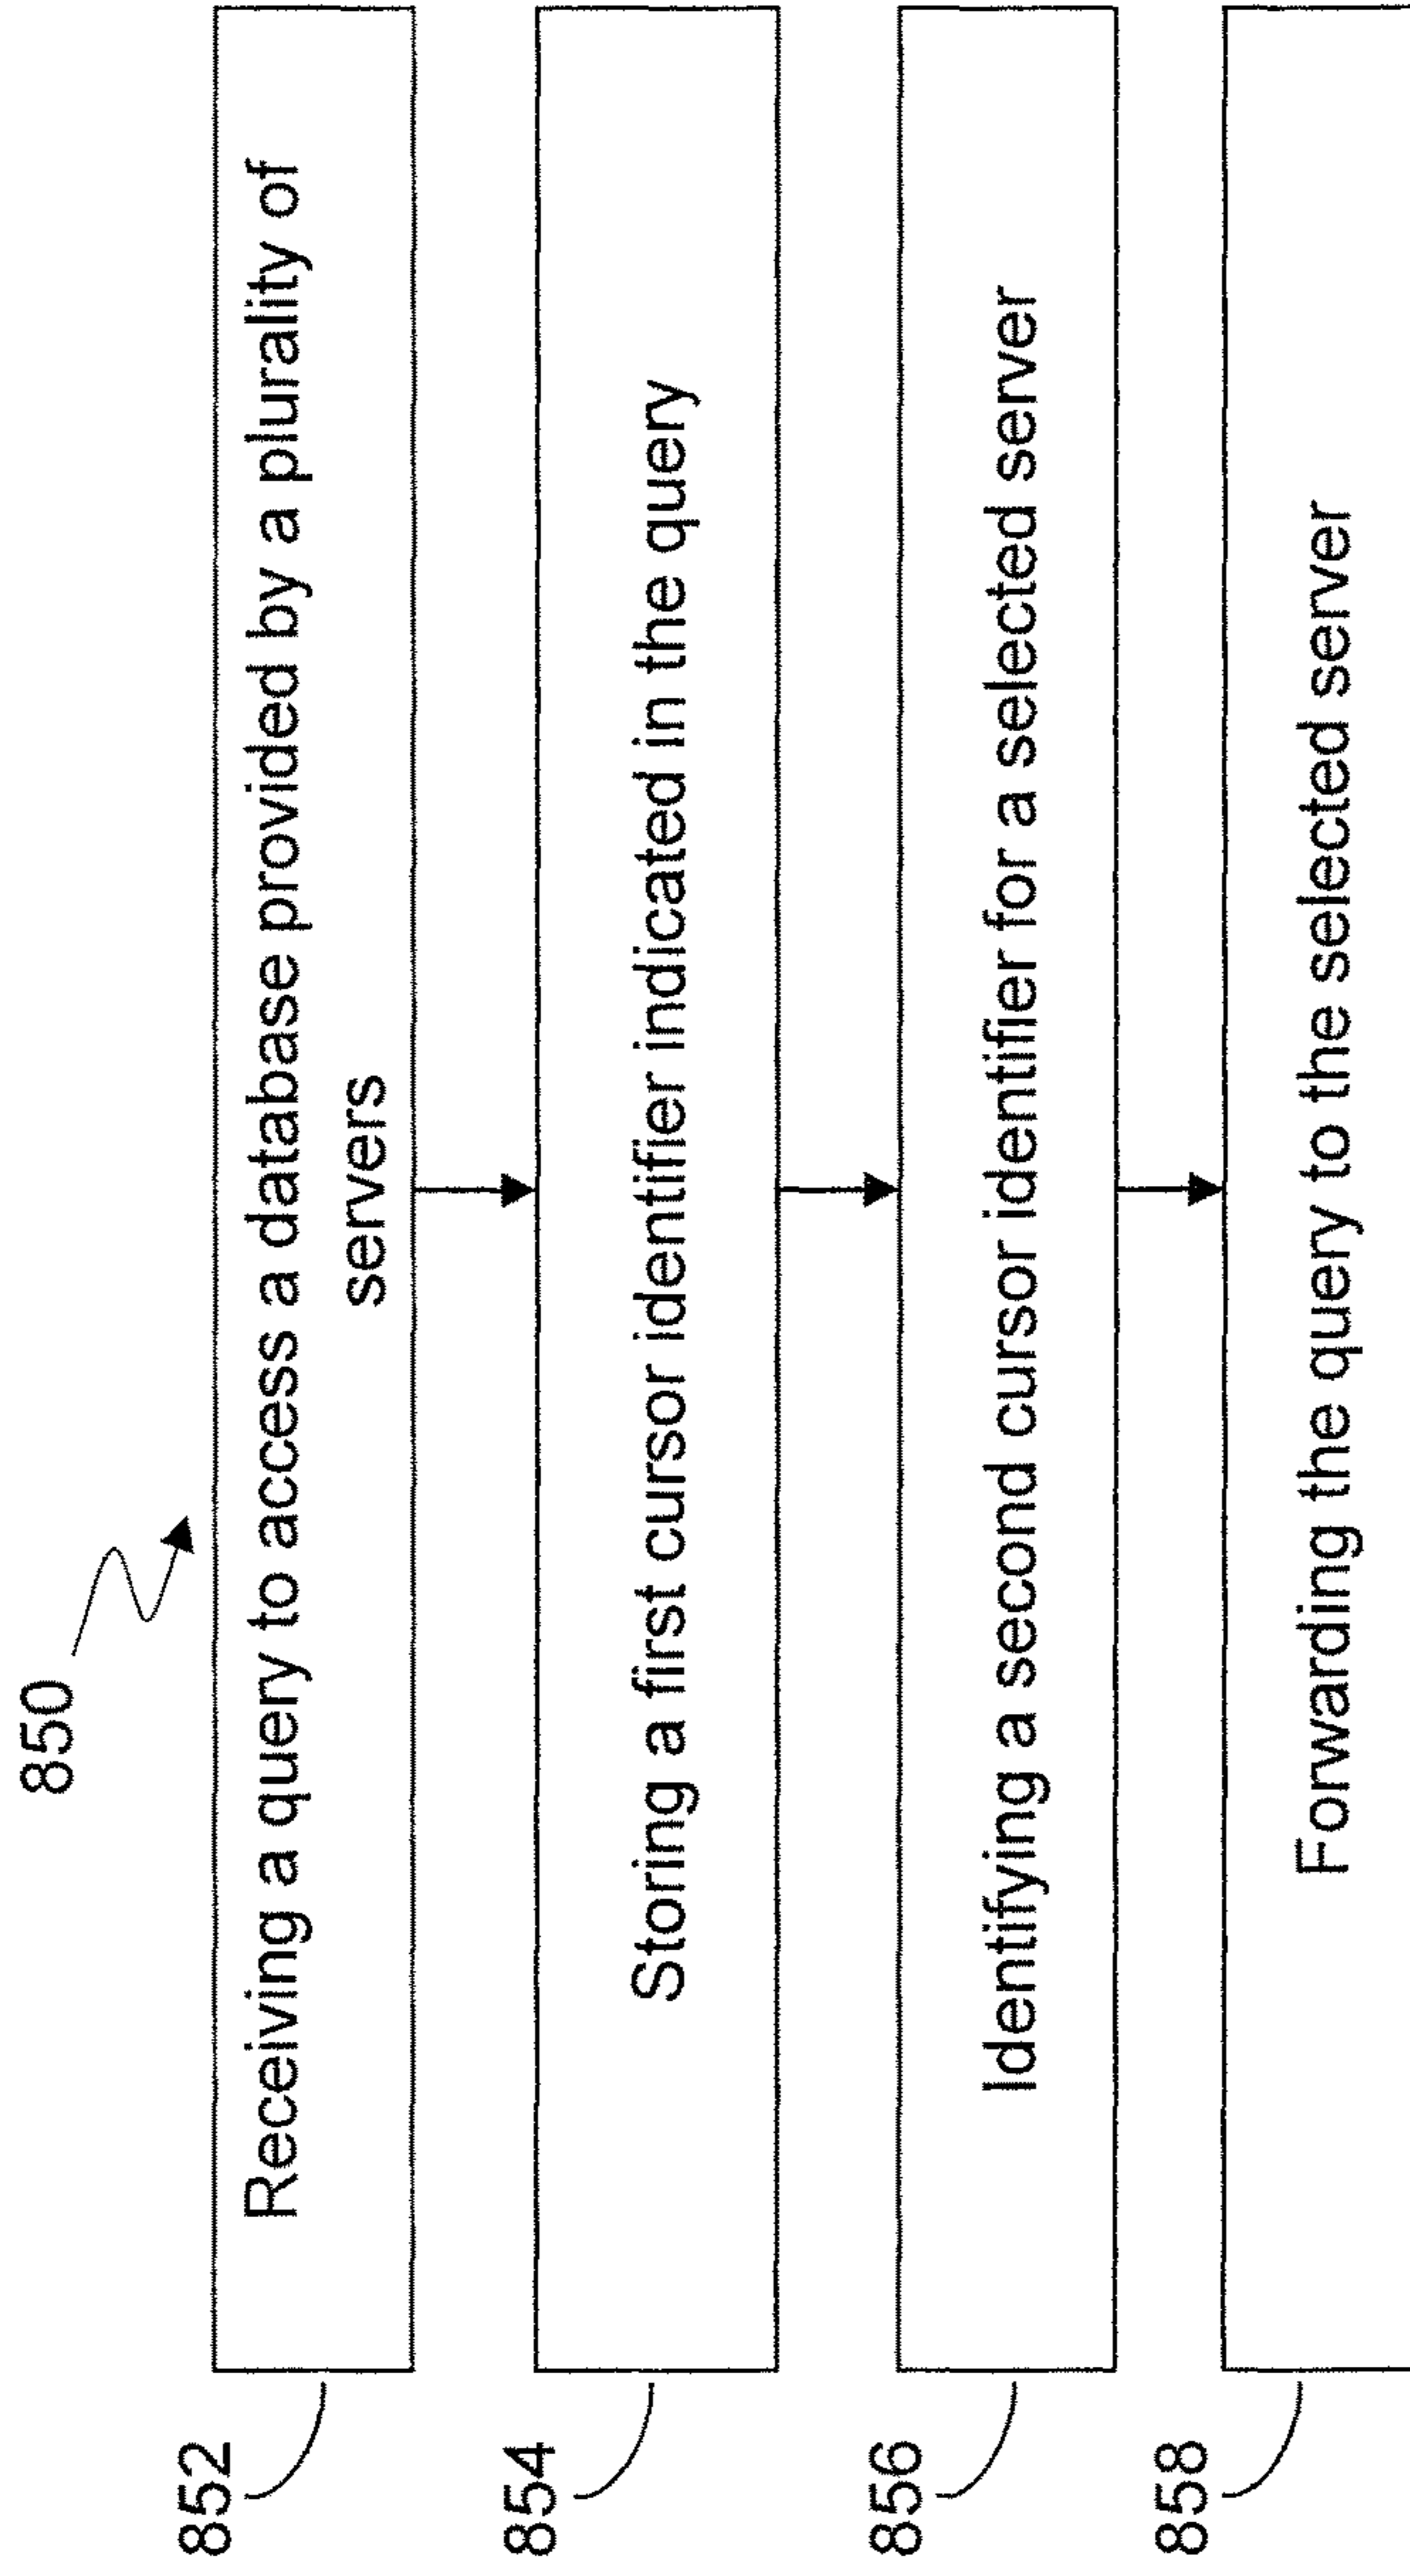 850
852
Receiving a query to access a database provided by a plurality of
servers
854
Storing a first cursor identifier indicated in the query
856
Identifying a second cursor identifier for a selected server
858
Forwarding the query to the selected server